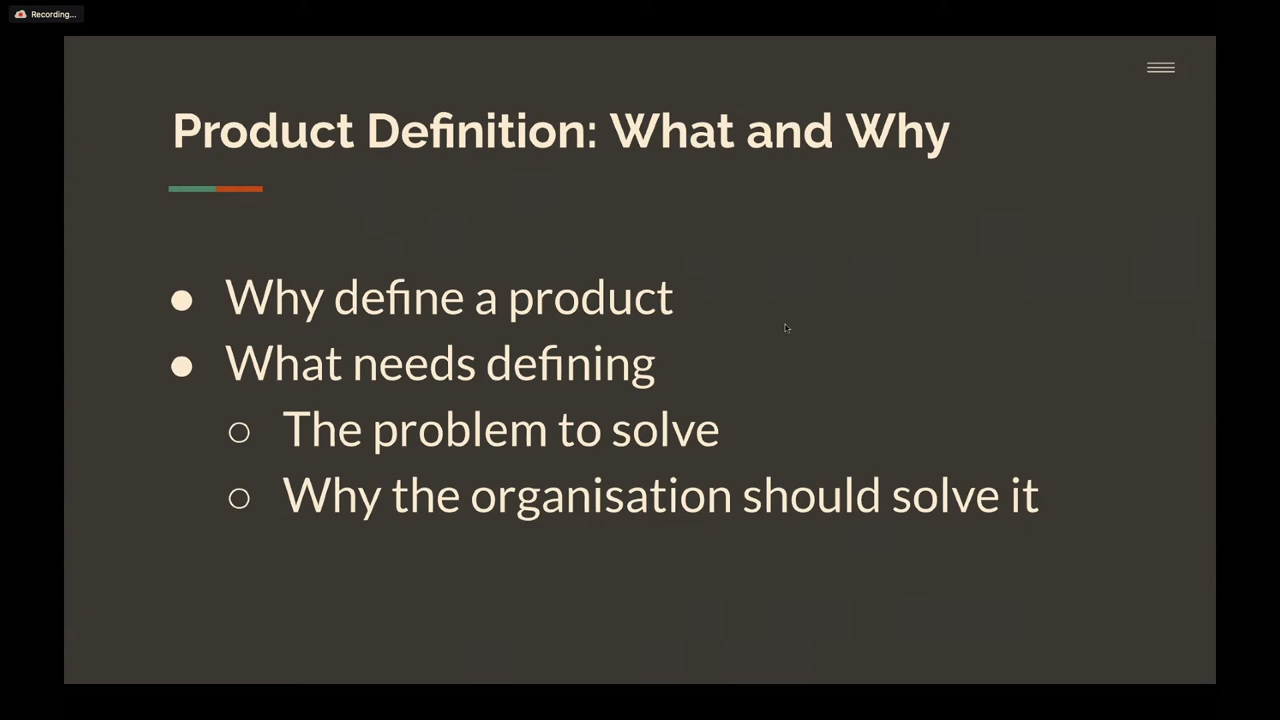 Recording...
Product Definition: What and Why
● Why define a product
● What needs defining
○ The problem to solve
○ Why the organisation should solve it